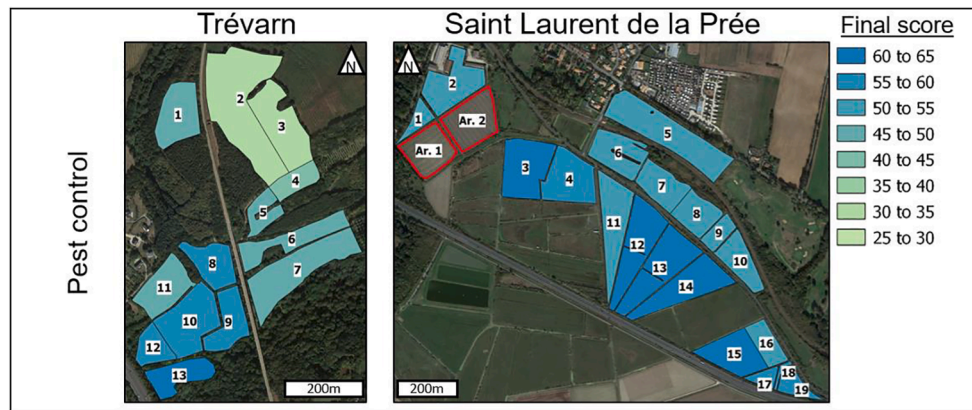 Trévarn
Saint Laurent de la Prée
Final score
Pest control
N
1
2
3
4
5
6
7
8
9
10
11
12
13
200m
N
1
2
Ar. 1
Ar. 2
3
4
5
6
7
8
9
10
11
12
13
14
15
16
17
18
19
200m
60 to 65
55 to 60
50 to 55
45 to 50
40 to 45
35 to 40
30 to 35
25 to 30